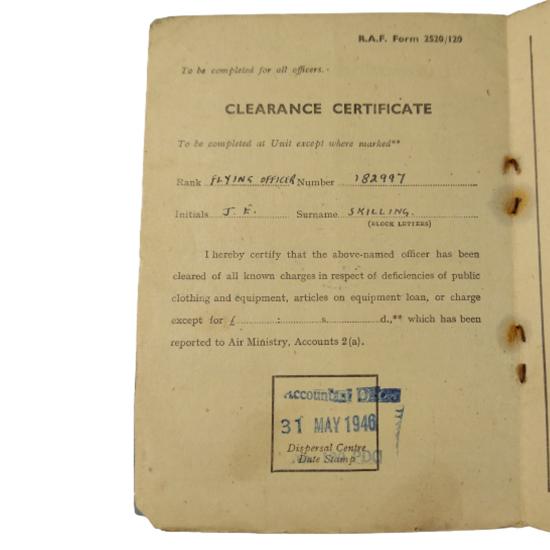 R.A.F. Form 2520/120
To be completed for all officers.
CLEARANCE CERTIFICATE
To be completed at Unit except where marked**
Rank FLYING OFFICER Number 182997
Initials J. E. Surname SKILLING.
(BLOCK LETTERS)
I hereby certify that the above-named officer has been
cleared of all known charges in respect of deficiencies of public
clothing and equipment, articles on equipment loan, or charge
except for £ : s. d.,** which has been
reported to Air Ministry, Accounts 2(a).
Accountant
31 MAY 1946
Dispersal Centre
Date Stamp
PDC